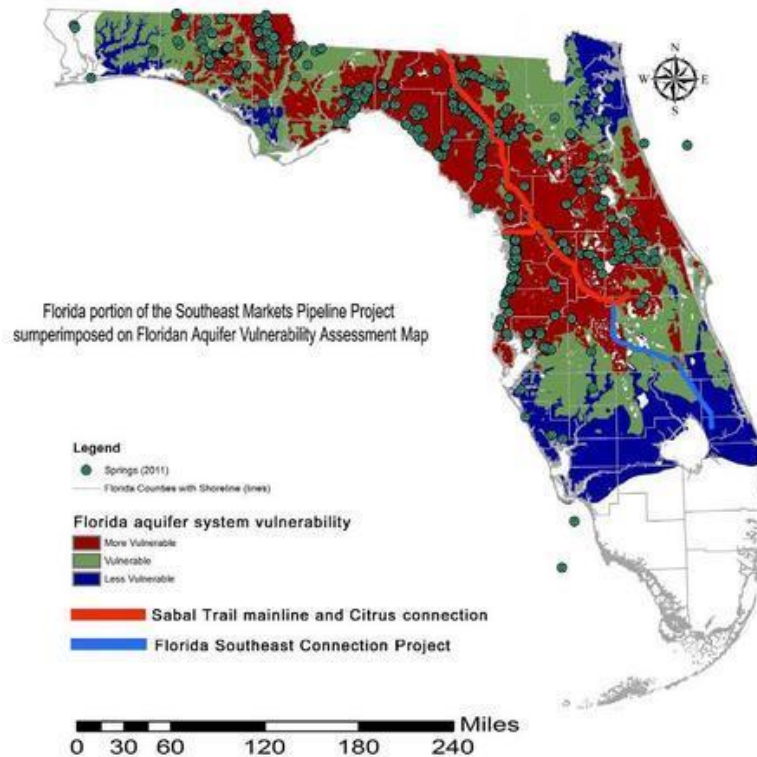 N
W E
S
Florida portion of the Southeast Markets Pipeline Project
sumperimposed on Floridan Aquifer Vulnerability Assessment Map
Legend
Springs (2011)
Florida Counties with Shoreline (lines)
Florida aquifer system vulnerability
More Vulnerable
Vulnerable
Less Vulnerable
Sabal Trail mainline and Citrus connection
Florida Southeast Connection Project
Miles
0 30 60 120 180 240